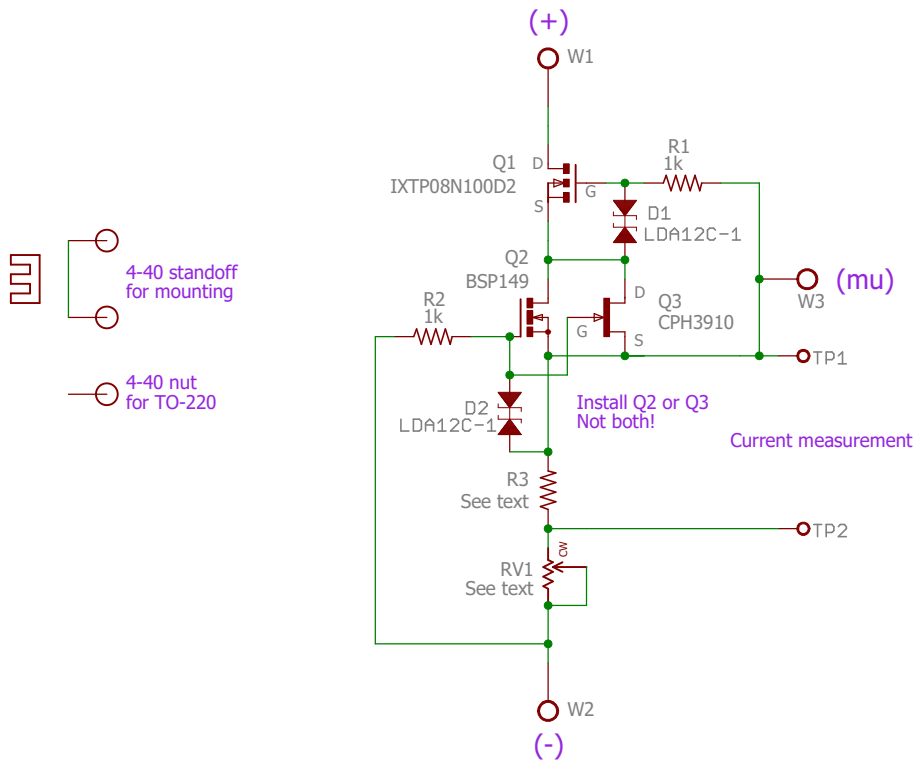 (+)
W1
R1
1k
Q1
D
IXTP08N100D2
G
S
D1
LDA12C-1
4-40 standoff
for mounting
Q2
BSP149
D
Q3
CPH3910
G
S
W3
(mu)
R2
1k
TP1
4-40 nut
for TO-220
D2
LDA12C-1
Install Q2 or Q3
Not both!
Current measurement
R3
See text
TP2
CW
RV1
See text
W2
(-)